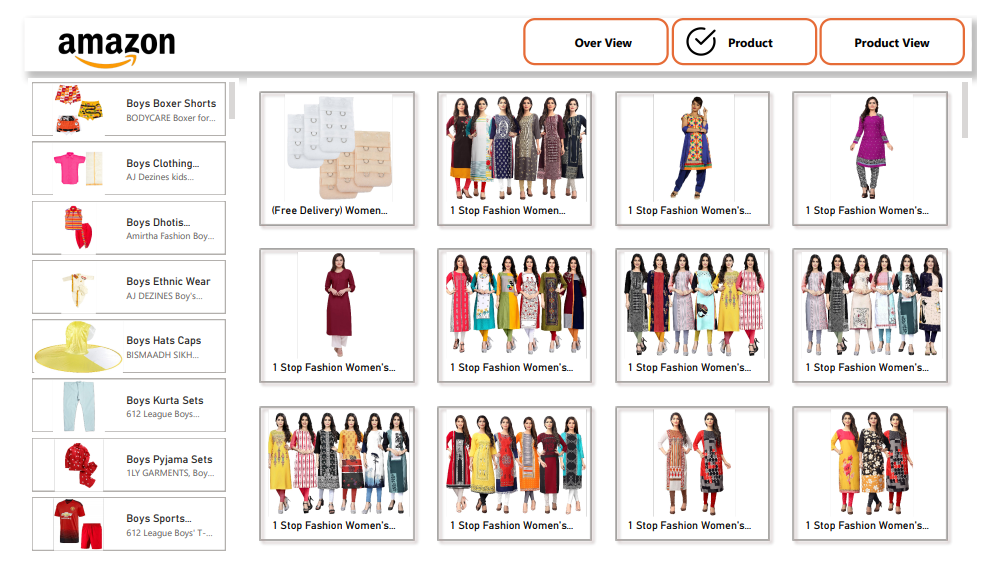 amazon
Over View
Product
Product View
Boys Boxer Shorts
BODYCARE Boxer for...
Boys Clothing...
AJ Dezines kids...
Boys Dhotis...
Amirtha Fashion Boy...
Boys Ethnic Wear
AJ DEZINES Boy's...
Boys Hats Caps
BISMAADH SIKH...
Boys Kurta Sets
612 League Boys...
Boys Pyjama Sets
1LY GARMENTS, Boy...
Boys Sports...
612 League Boys' T-...
(Free Delivery) Women...
1 Stop Fashion Women...
1 Stop Fashion Women's...
1 Stop Fashion Women's...
1 Stop Fashion Women's...
1 Stop Fashion Women's...
1 Stop Fashion Women's...
1 Stop Fashion Women's...
1 Stop Fashion Women's...
1 Stop Fashion Women's...
1 Stop Fashion Women's...
1 Stop Fashion Women's...